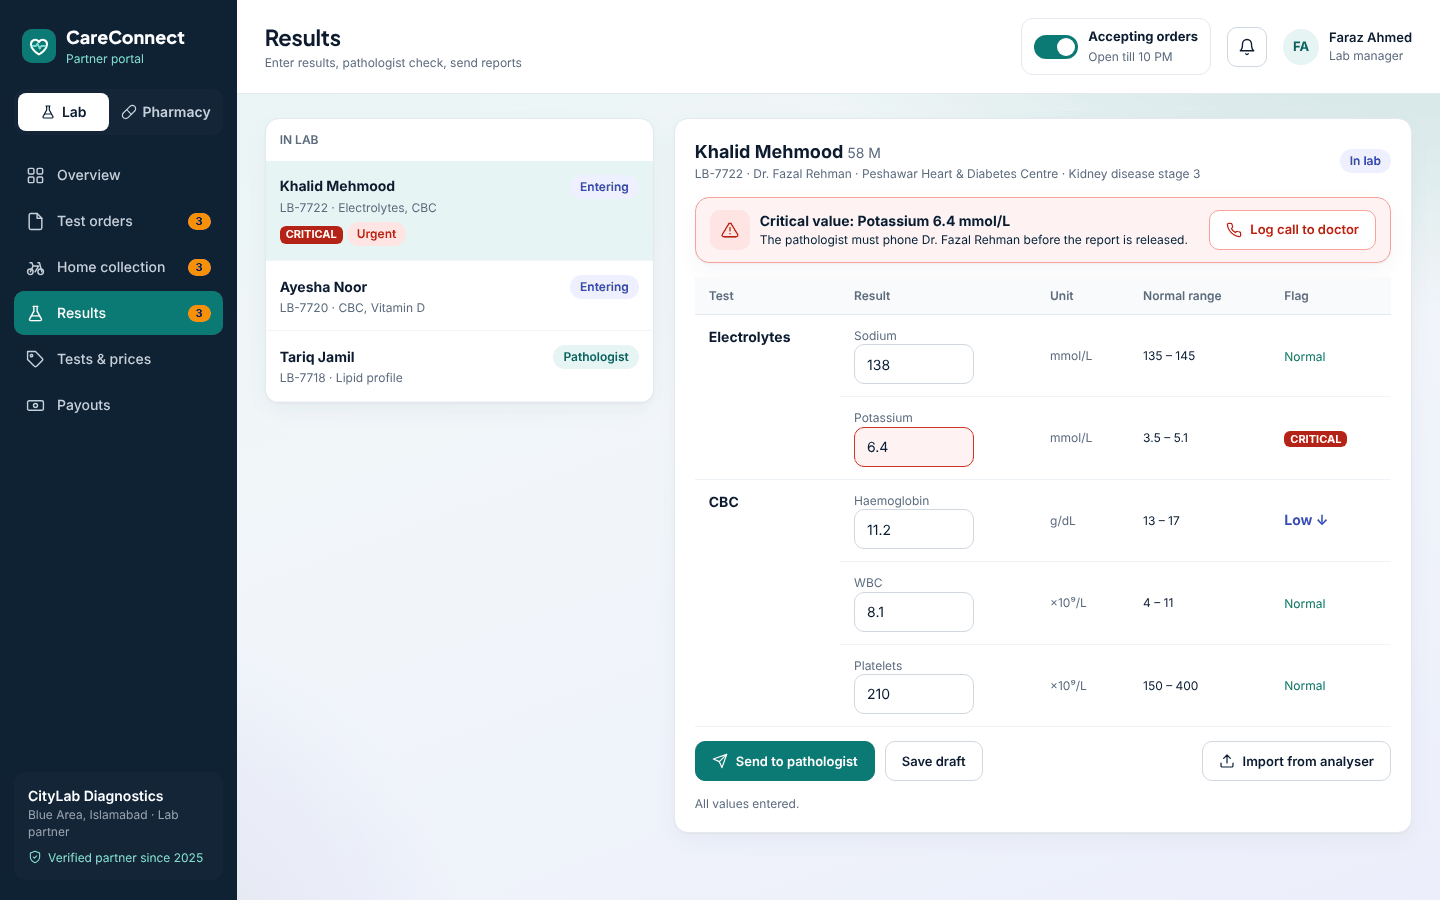 CareConnect
Partner portal
Lab
Pharmacy
Overview
Test orders 3
Home collection 3
Results 3
Tests & prices
Payouts
CityLab Diagnostics
Blue Area, Islamabad · Lab
partner
Verified partner since 2025
Results
Enter results, pathologist check, send reports
Accepting orders
Open till 10 PM
FA
Faraz Ahmed
Lab manager
IN LAB
Khalid Mehmood Entering
LB-7722 · Electrolytes, CBC
CRITICAL Urgent
Ayesha Noor Entering
LB-7720 · CBC, Vitamin D
Tariq Jamil Pathologist
LB-7718 · Lipid profile
Khalid Mehmood 58 M
LB-7722 · Dr. Fazal Rehman · Peshawar Heart & Diabetes Centre · Kidney disease stage 3
In lab
Critical value: Potassium 6.4 mmol/L
The pathologist must phone Dr. Fazal Rehman before the report is released.
Log call to doctor
Test Result Unit Normal range Flag
Electrolytes
Sodium
138 mmol/L 135 – 145 Normal
Potassium
6.4 mmol/L 3.5 – 5.1 CRITICAL
CBC
Haemoglobin
11.2 g/dL 13 – 17 Low ↓
WBC
8.1 ×10⁹/L 4 – 11 Normal
Platelets
210 ×10⁹/L 150 – 400 Normal
Send to pathologist Save draft Import from analyser
All values entered.